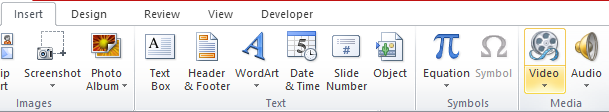 Insert Design Review View Developer
ip Screenshot Photo Text Header WordArt Date Slide Object Equation Symbol Video Audio
art Album Box & Footer & Time Number
Images Text Symbols Media